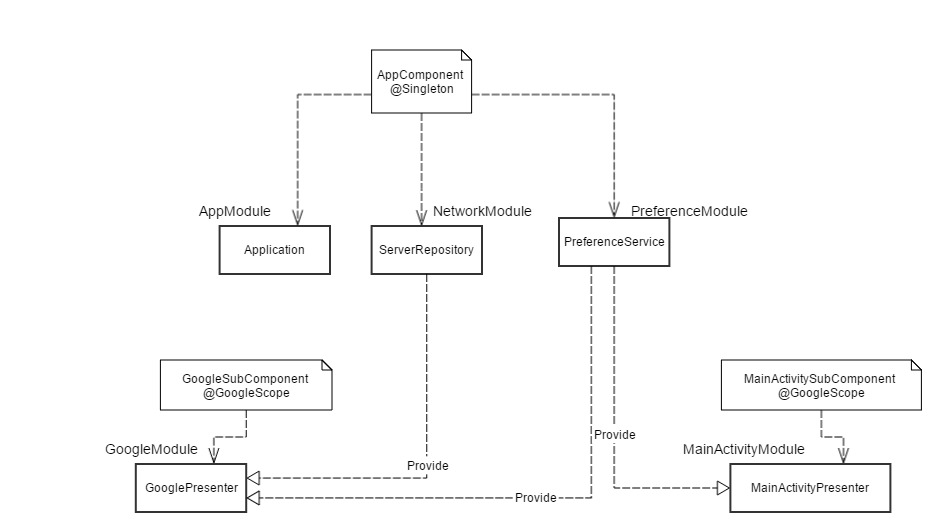 AppComponent
@Singleton
AppModule
NetworkModule
PreferenceModule
Application
ServerRepository
PreferenceService
GoogleSubComponent
@GoogleScope
MainActivitySubComponent
@GoogleScope
Provide
GoogleModule
MainActivityModule
Provide
GooglePresenter
Provide
MainActivityPresenter